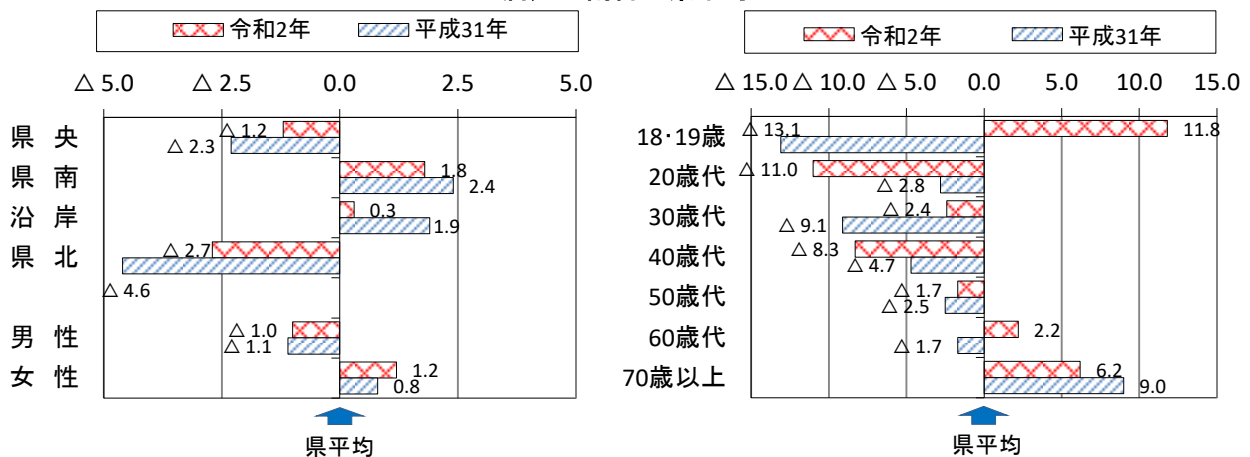 令和2年 平成31年
△ 5.0 △ 2.5 0.0 2.5 5.0
県 央 △ 1.2
△ 2.3
県 南 1.8
2.4
沿 岸 0.3
1.9
県 北 △ 2.7
△ 4.6
男 性 △ 1.0
△ 1.1
女 性 1.2
0.8
県平均
令和2年 平成31年
△ 15.0 △ 10.0 △ 5.0 0.0 5.0 10.0 15.0
18・19歳 11.8
△ 13.1
20歳代 △ 11.0
△ 2.8
30歳代 △ 2.4
△ 9.1
40歳代 △ 8.3
△ 4.7
50歳代 △ 1.7
△ 2.5
60歳代 2.2
△ 1.7
70歳以上 6.2
9.0
県平均